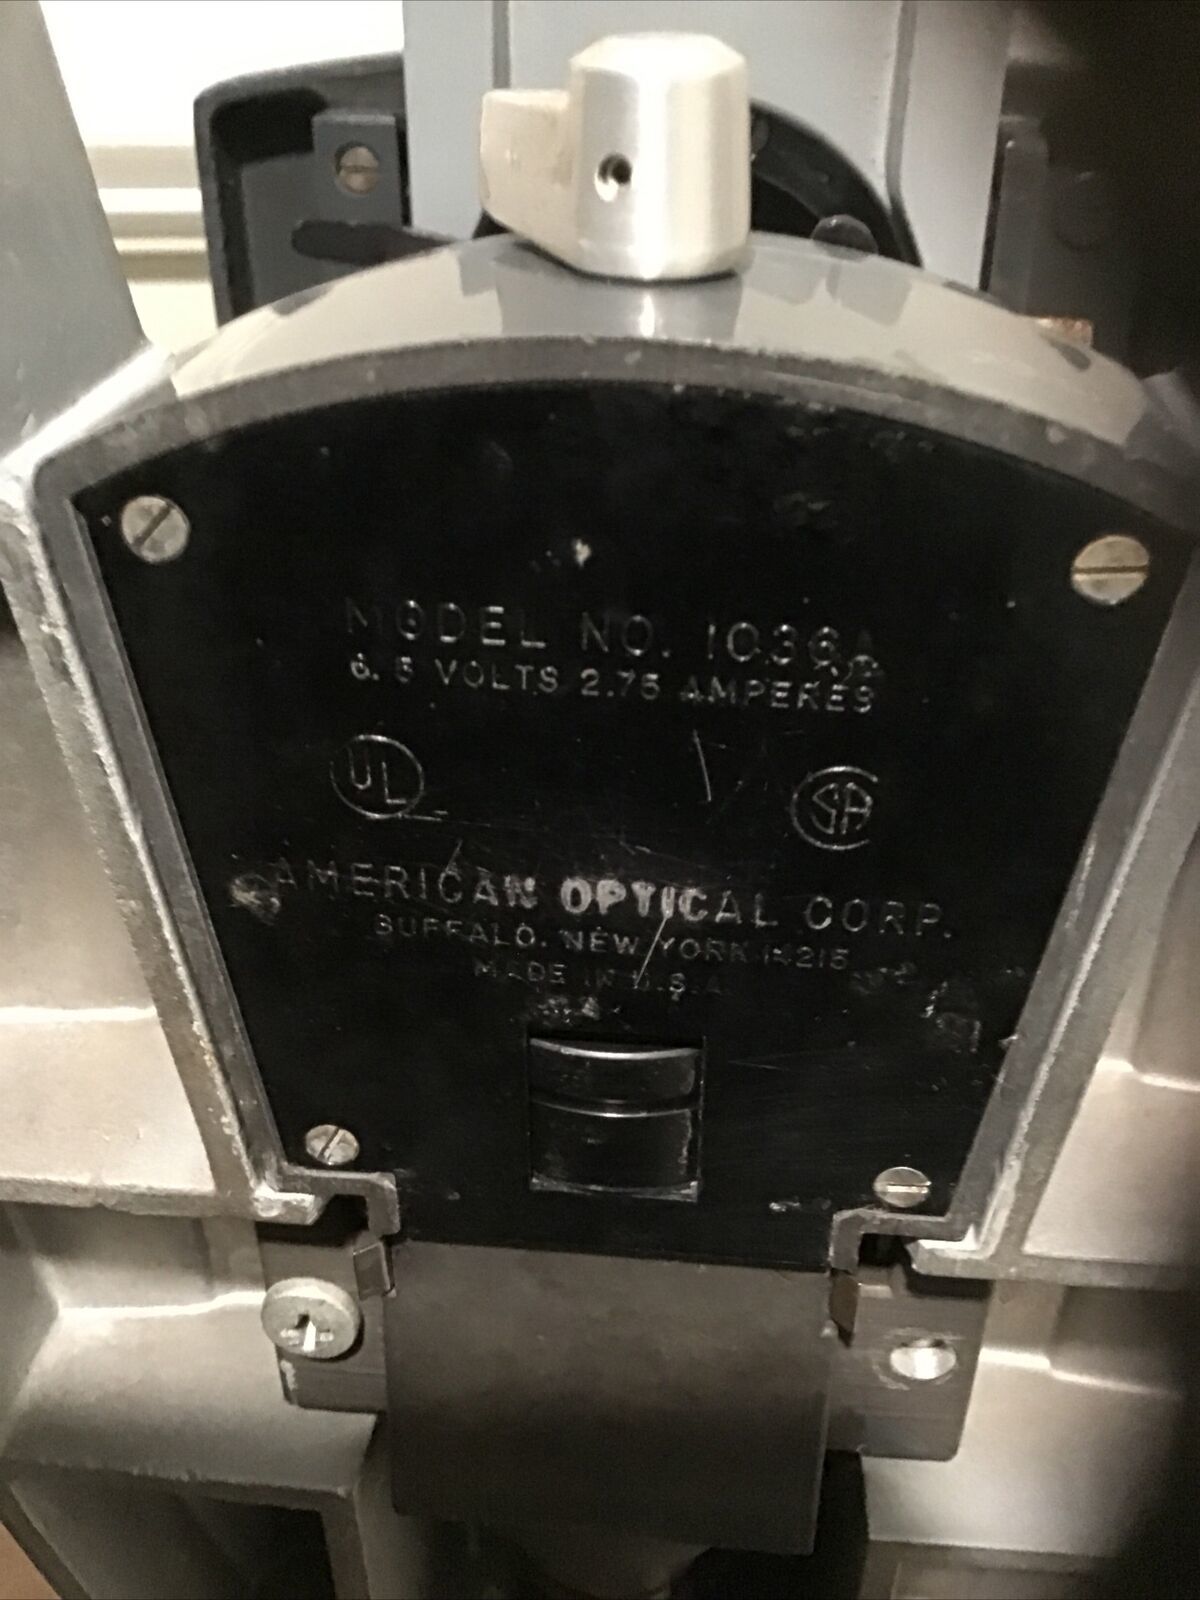 MODEL NO. 1036A
6.5 VOLTS 2.75 AMPERES
UL
CSA
AMERICAN OPTICAL CORP.
BUFFALO, NEW YORK 14215
MADE IN U.S.A.